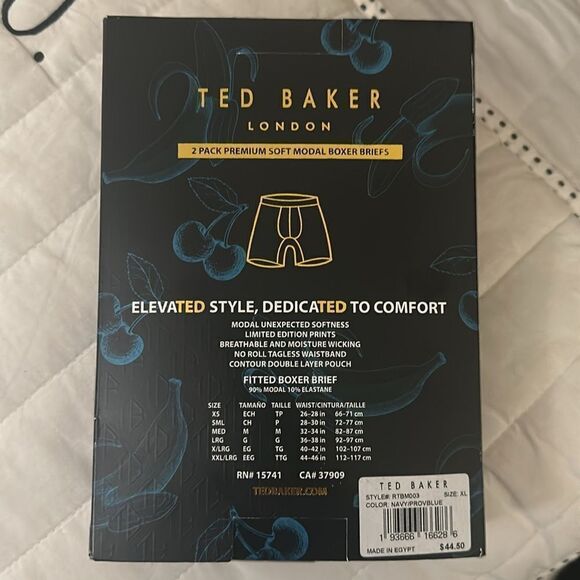 TED BAKER
LONDON
2 PACK PREMIUM SOFT MODAL BOXER BRIEFS
ELEVATED STYLE, DEDICATED TO COMFORT
MODAL UNEXPECTED SOFTNESS
LIMITED EDITION PRINTS
BREATHABLE AND MOISTURE WICKING
NO ROLL TAGLESS WAISTBAND
CONTOUR DOUBLE LAYER POUCH
FITTED BOXER BRIEF
90% MODAL 10% ELASTANE
SIZE TAMAÑO TAILLE WAIST/CINTURA/TAILLE
XS ECH TP 26–28 in 66–71 cm
SML CH P 28–30 in 72–77 cm
MED M M 32–34 in 82–87 cm
LRG G G 36–38 in 92–97 cm
X/LRG EG TG 40–42 in 102–107 cm
XXL/LRG EEG TTG 44–46 in 112–117 cm
RN# 15741 CA# 37909
TEDBAKER.COM
TED BAKER
STYLE#: RTBM003 SIZE: XL
COLOR: NAVY/PROVBLUE
1 93666 16628 6
MADE IN EGYPT $44.50